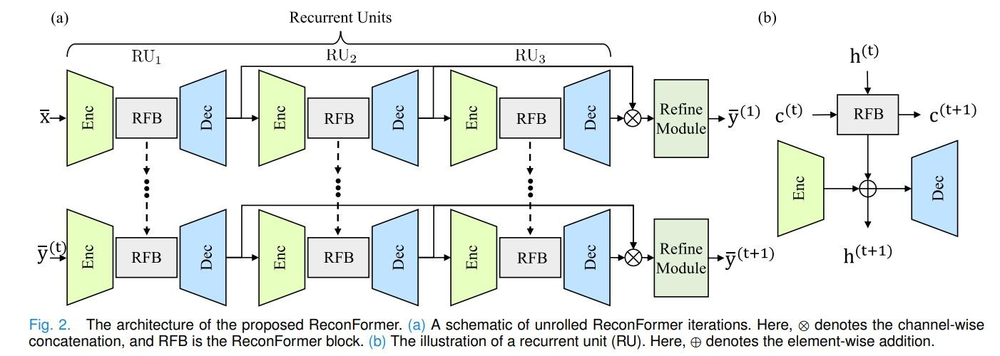 (a)
Recurrent Units
(b)
RU₁
RU₂
RU₃
x̅
Enc
RFB
Dec
Enc
RFB
Dec
Enc
RFB
Dec
⊗
Refine
Module
y̅⁽¹⁾
y̅⁽ᵗ⁾
Enc
RFB
Dec
Enc
RFB
Dec
Enc
RFB
Dec
⊗
Refine
Module
y̅⁽ᵗ⁺¹⁾
h⁽ᵗ⁾
c⁽ᵗ⁾
RFB
c⁽ᵗ⁺¹⁾
Enc
⊕
Dec
h⁽ᵗ⁺¹⁾
Fig. 2. The architecture of the proposed ReconFormer. (a) A schematic of unrolled ReconFormer iterations. Here, ⊗ denotes the channel-wise
concatenation, and RFB is the ReconFormer block. (b) The illustration of a recurrent unit (RU). Here, ⊕ denotes the element-wise addition.